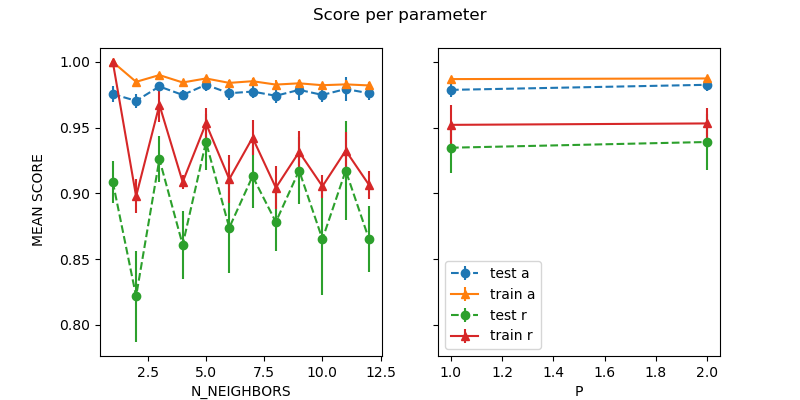 Score per parameter
MEAN SCORE
1.00
0.95
0.90
0.85
0.80
2.5 5.0 7.5 10.0 12.5
N_NEIGHBORS
test a
train a
test r
train r
1.0 1.2 1.4 1.6 1.8 2.0
P